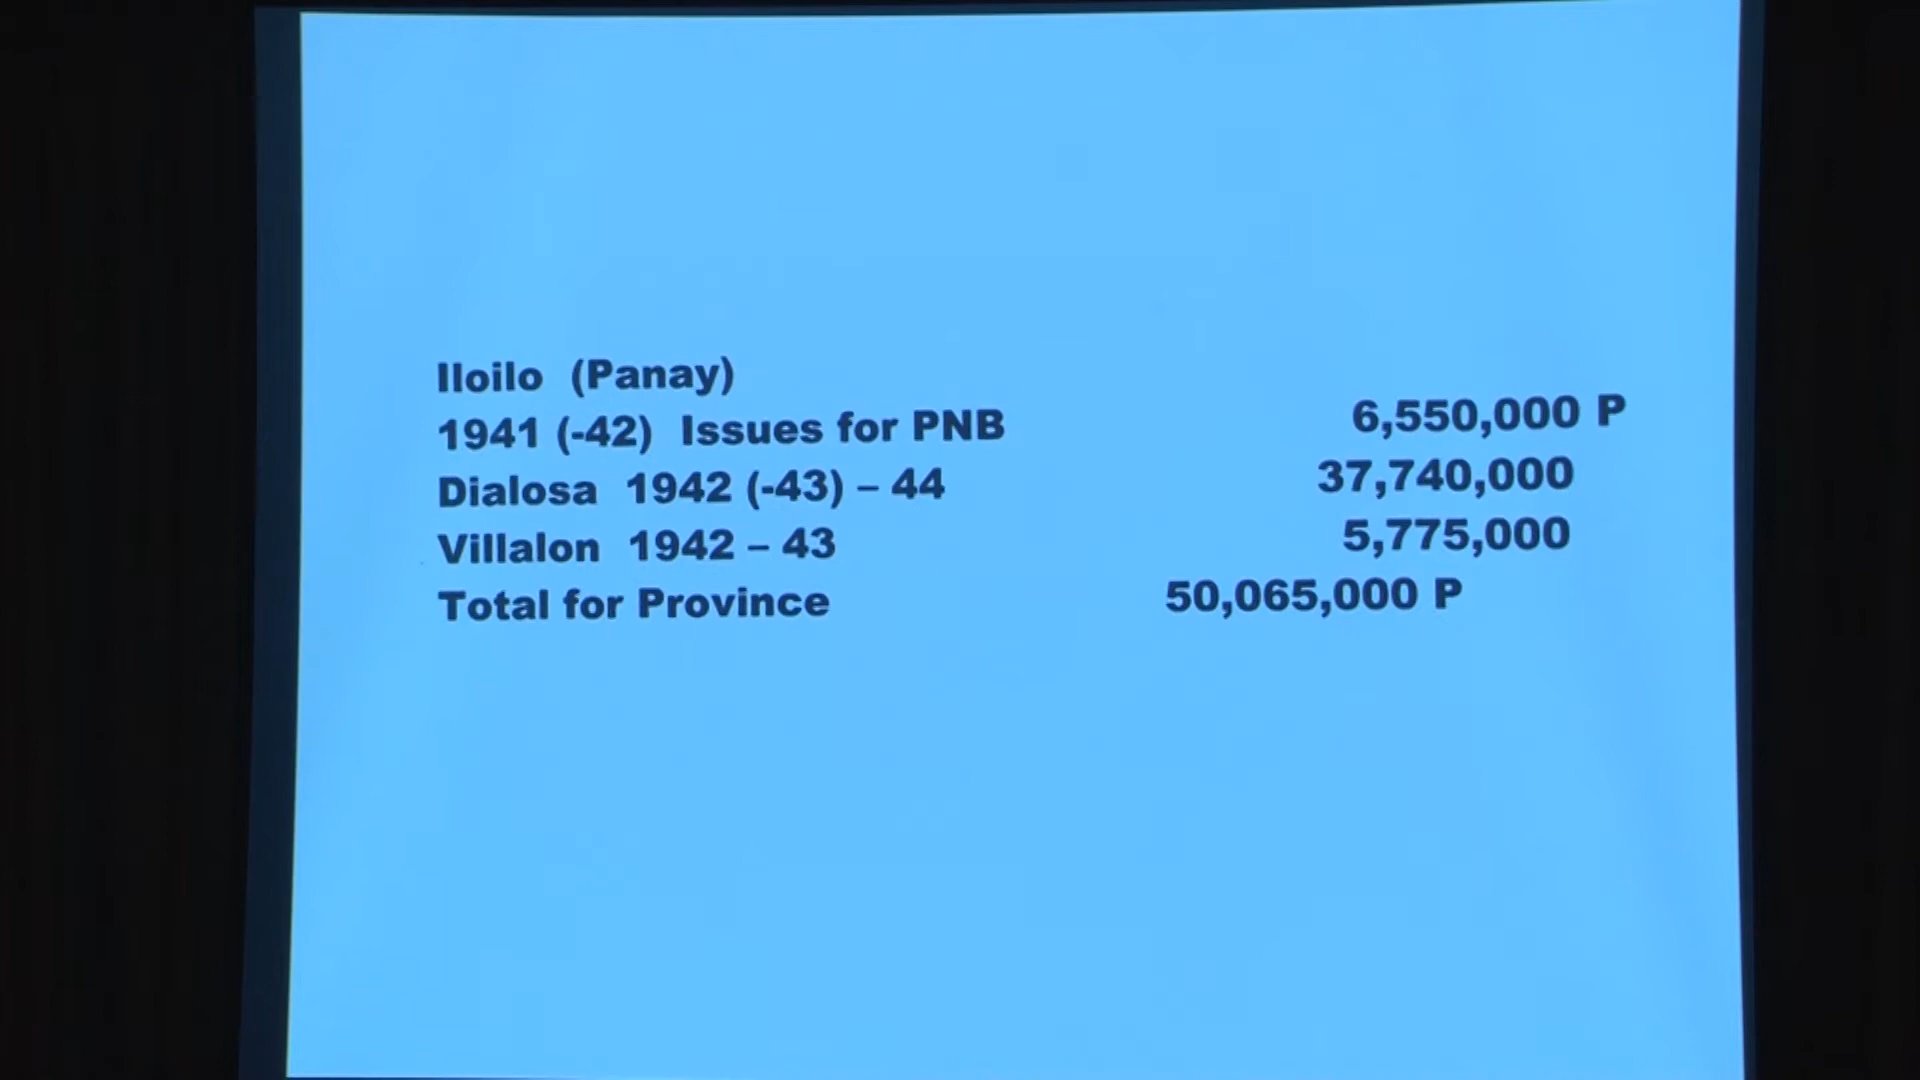 Iloilo (Panay)
1941 (-42) Issues for PNB 6,550,000 P
Dialosa 1942 (-43) – 44 37,740,000
Villalon 1942 – 43 5,775,000
Total for Province 50,065,000 P